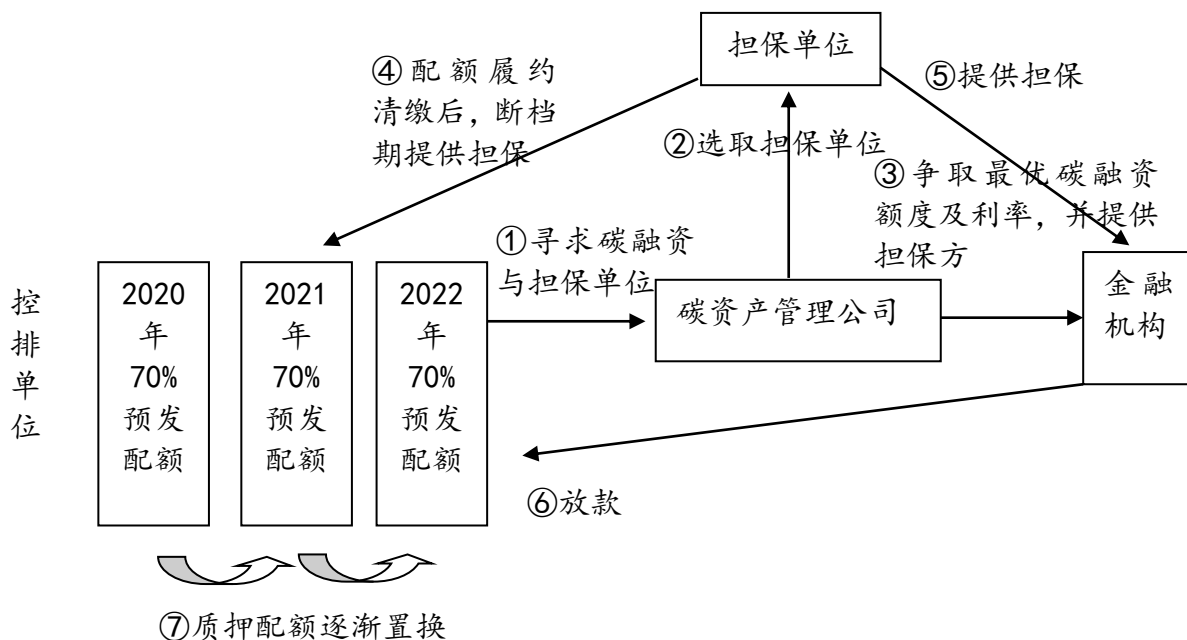 担保单位
④配额履约
清缴后，断档
期提供担保
⑤提供担保
②选取担保单位
③争取最优碳融资
额度及利率，并提供
担保方
①寻求碳融资
与担保单位
控
排
单
位
2020
年
70%
预发
配额
2021
年
70%
预发
配额
2022
年
70%
预发
配额
碳资产管理公司
金融
机构
⑥放款
⑦质押配额逐渐置换